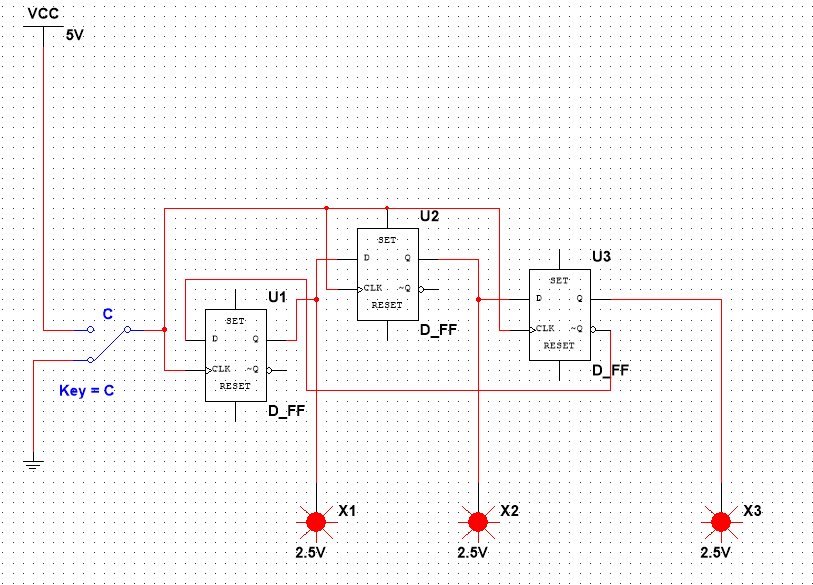 VCC
5V
C
Key = C
U1
SET
D Q
CLK ~Q
RESET
D_FF
U2
SET
D Q
CLK ~Q
RESET
D_FF
U3
SET
D Q
CLK ~Q
RESET
D_FF
X1
2.5V
X2
2.5V
X3
2.5V